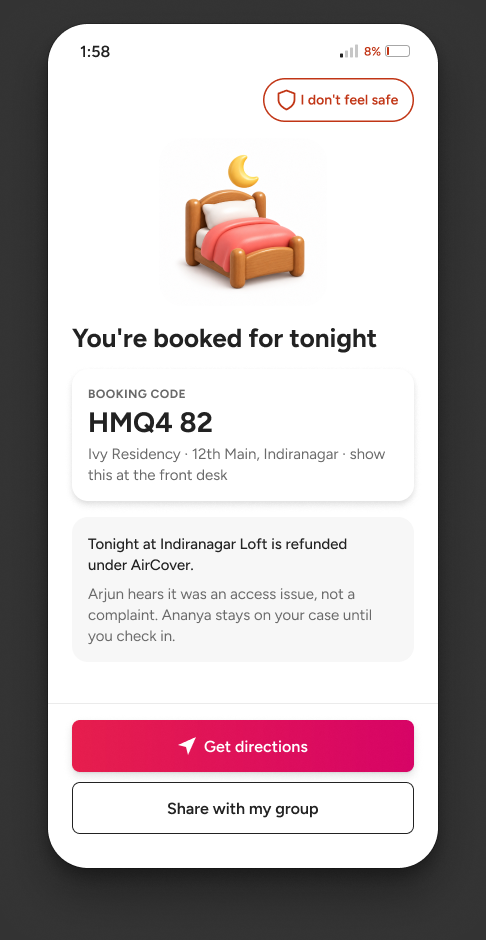 1:58
8%
I don't feel safe
You're booked for tonight
BOOKING CODE
HMQ4 82
Ivy Residency · 12th Main, Indiranagar · show
this at the front desk
Tonight at Indiranagar Loft is refunded
under AirCover.
Arjun hears it was an access issue, not a
complaint. Ananya stays on your case until
you check in.
Get directions
Share with my group